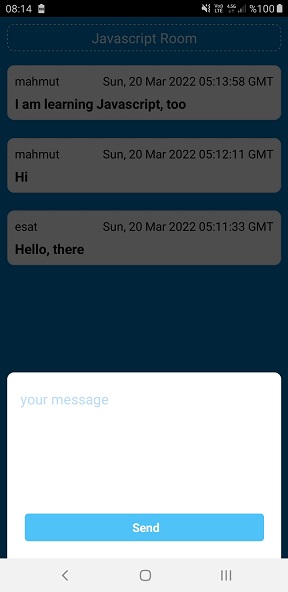 08:14 %100
Javascript Room
mahmut Sun, 20 Mar 2022 05:13:58 GMT
I am learning Javascript, too
mahmut Sun, 20 Mar 2022 05:12:11 GMT
Hi
esat Sun, 20 Mar 2022 05:11:33 GMT
Hello, there
your message
Send